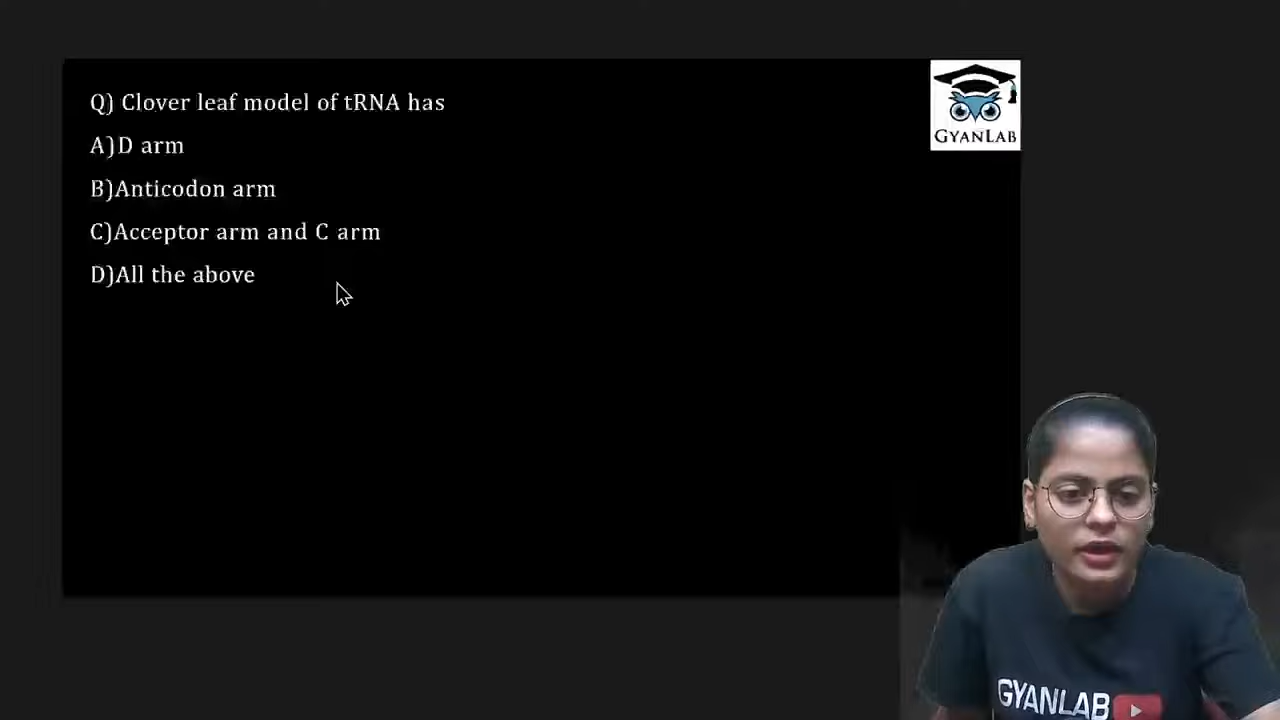 Q) Clover leaf model of tRNA has
A)D arm
B)Anticodon arm
C)Acceptor arm and C arm
D)All the above
GYANLAB
GYANLAB